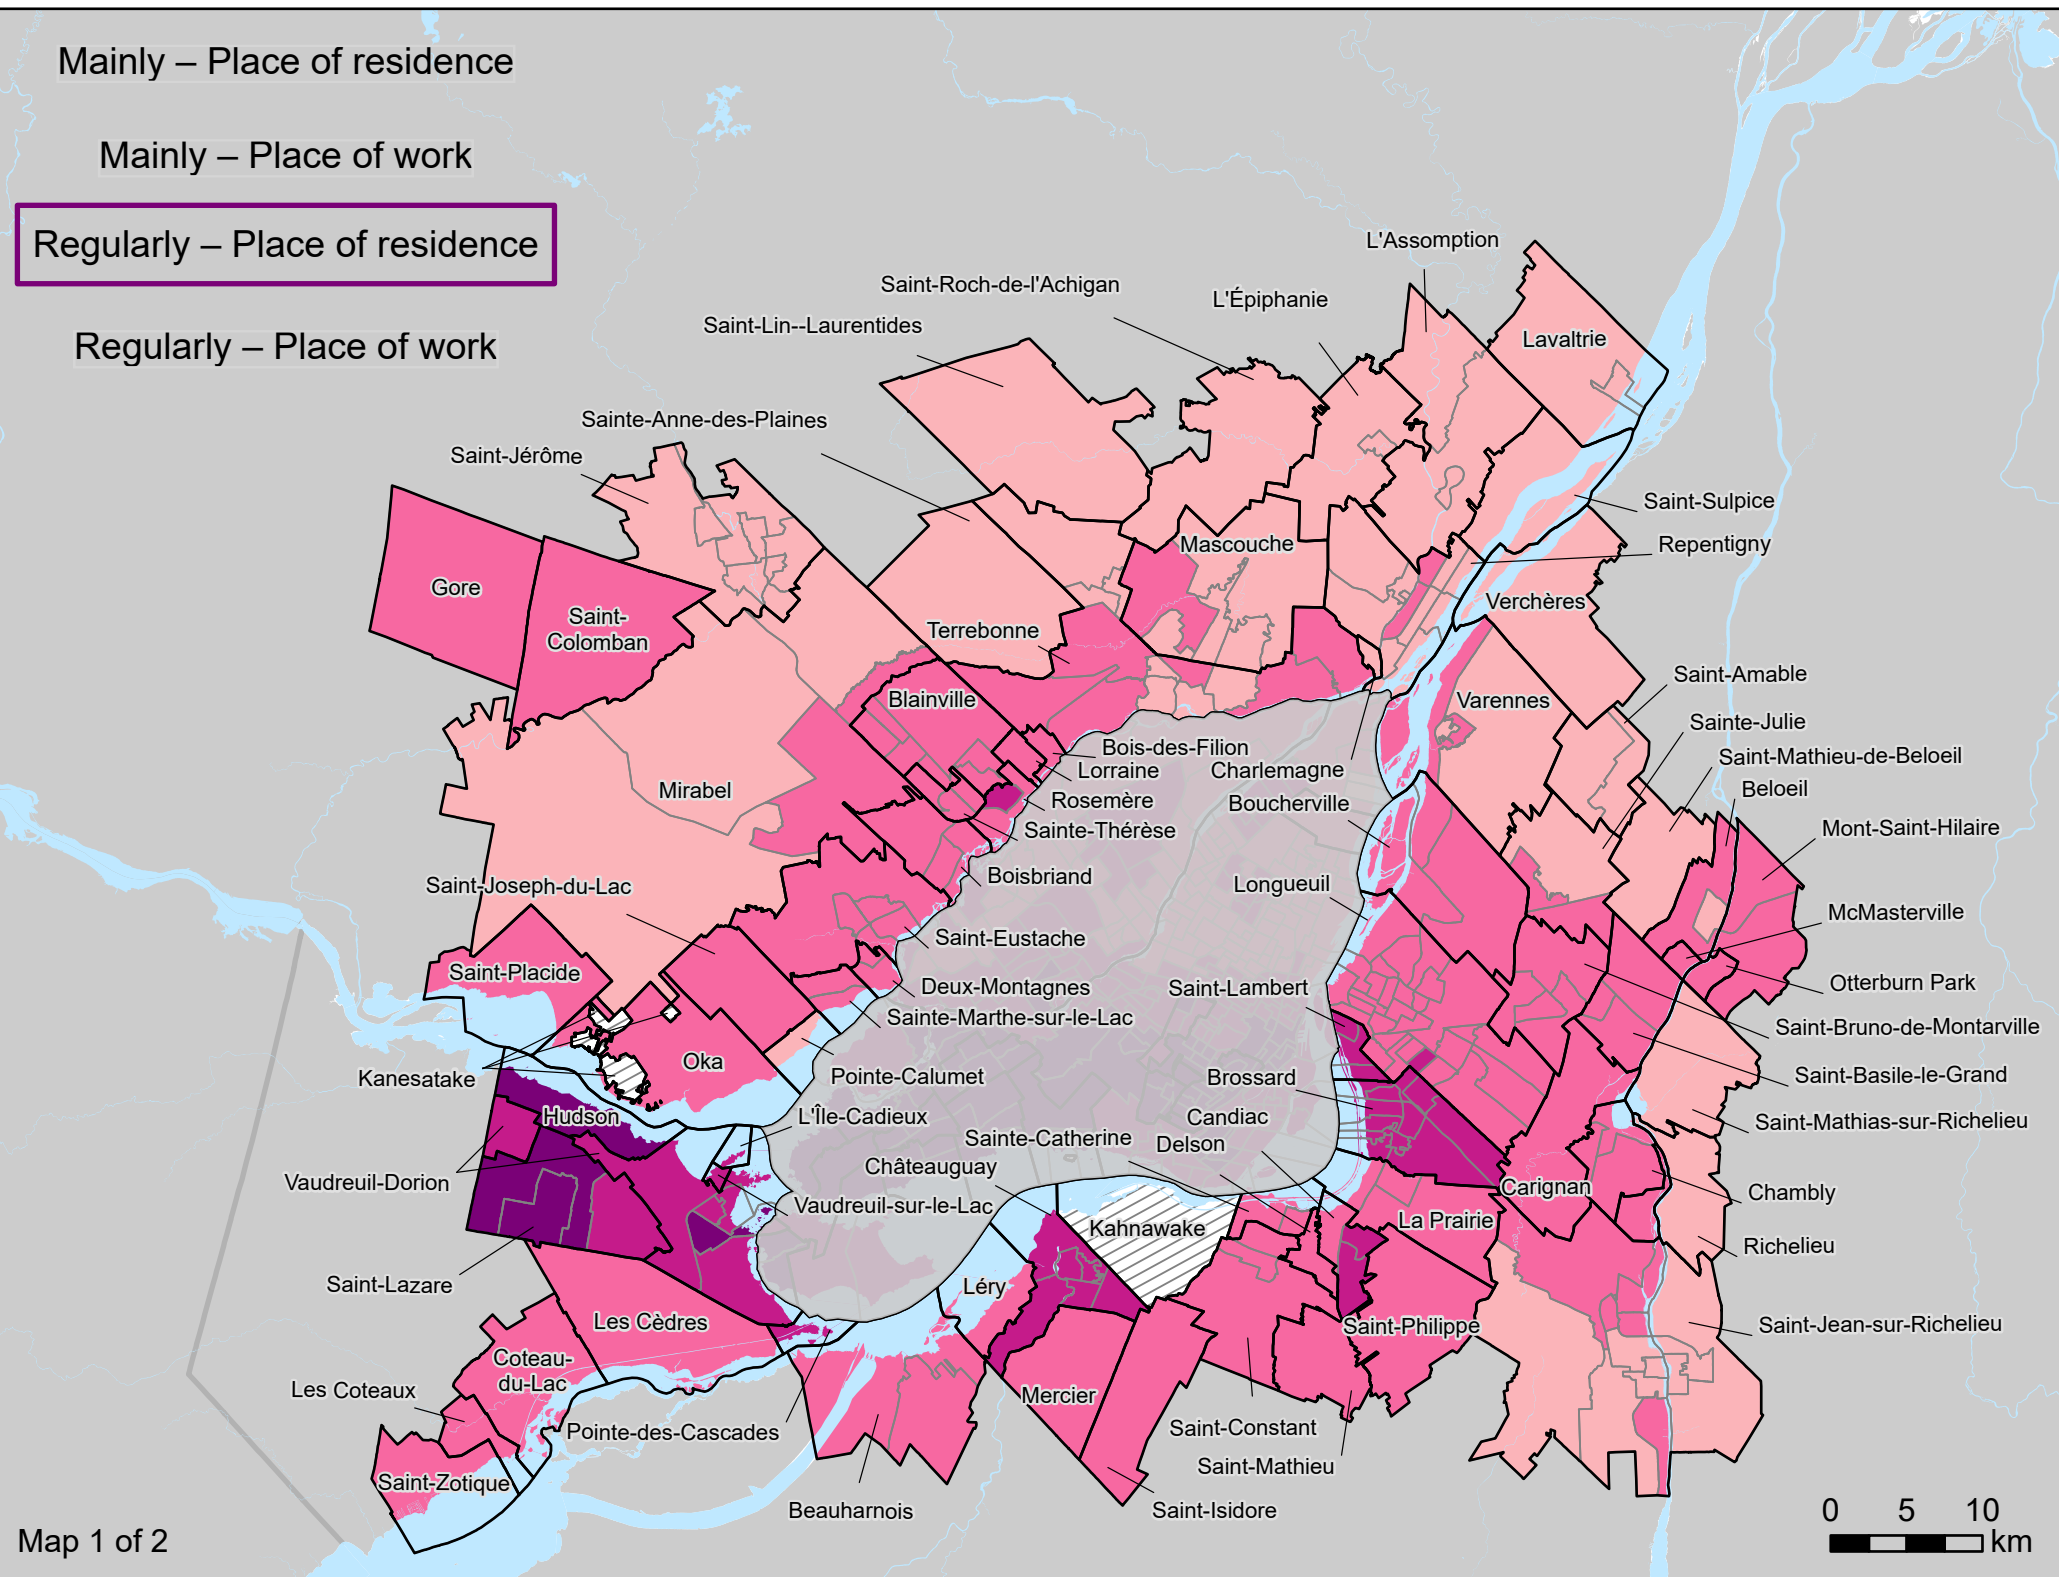 Mainly – Place of residence
Mainly – Place of work
Regularly – Place of residence
Regularly – Place of work
L'Assomption
Saint-Roch-de-l'Achigan
L'Épiphanie
Saint-Lin--Laurentides
Lavaltrie
Sainte-Anne-des-Plaines
Saint-Jérôme
Saint-Sulpice
Mascouche
Repentigny
Gore
Saint-
Colomban
Verchères
Terrebonne
Saint-Amable
Blainville
Varennes
Sainte-Julie
Bois-des-Filion
Saint-Mathieu-de-Beloeil
Lorraine
Charlemagne
Mirabel
Beloeil
Rosemère
Boucherville
Sainte-Thérèse
Mont-Saint-Hilaire
Saint-Joseph-du-Lac
Boisbriand
Longueuil
McMasterville
Saint-Eustache
Saint-Placide
Otterburn Park
Deux-Montagnes
Saint-Lambert
Sainte-Marthe-sur-le-Lac
Saint-Bruno-de-Montarville
Oka
Kanesatake
Pointe-Calumet
Brossard
Saint-Basile-le-Grand
Hudson
L'Île-Cadieux
Candiac
Saint-Mathias-sur-Richelieu
Sainte-Catherine
Delson
Châteauguay
Vaudreuil-Dorion
Carignan
Chambly
Vaudreuil-sur-le-Lac
Kahnawake
La Prairie
Richelieu
Saint-Lazare
Léry
Les Cèdres
Saint-Philippe
Saint-Jean-sur-Richelieu
Coteau-
du-Lac
Les Coteaux
Mercier
Pointe-des-Cascades
Saint-Constant
Saint-Mathieu
Saint-Zotique
Beauharnois
Saint-Isidore
0 5 10
km
Map 1 of 2